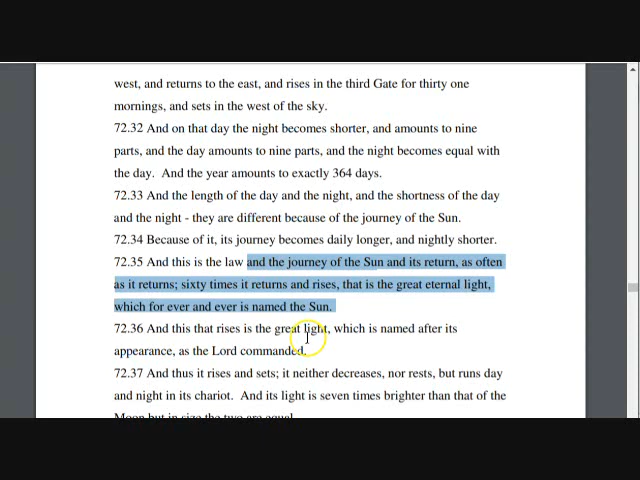 west, and returns to the east, and rises in the third Gate for thirty one
mornings, and sets in the west of the sky.
72.32 And on that day the night becomes shorter, and amounts to nine
parts, and the day amounts to nine parts, and the night becomes equal with
the day.  And the year amounts to exactly 364 days.
72.33 And the length of the day and the night, and the shortness of the day
and the night - they are different because of the journey of the Sun.
72.34 Because of it, its journey becomes daily longer, and nightly shorter.
72.35 And this is the law and the journey of the Sun and its return, as often
as it returns; sixty times it returns and rises, that is the great eternal light,
which for ever and ever is named the Sun.
72.36 And this that rises is the great light, which is named after its
appearance, as the Lord commanded.
72.37 And thus it rises and sets; it neither decreases, nor rests, but runs day
and night in its chariot.  And its light is seven times brighter than that of the
Moon but in size the two are equal